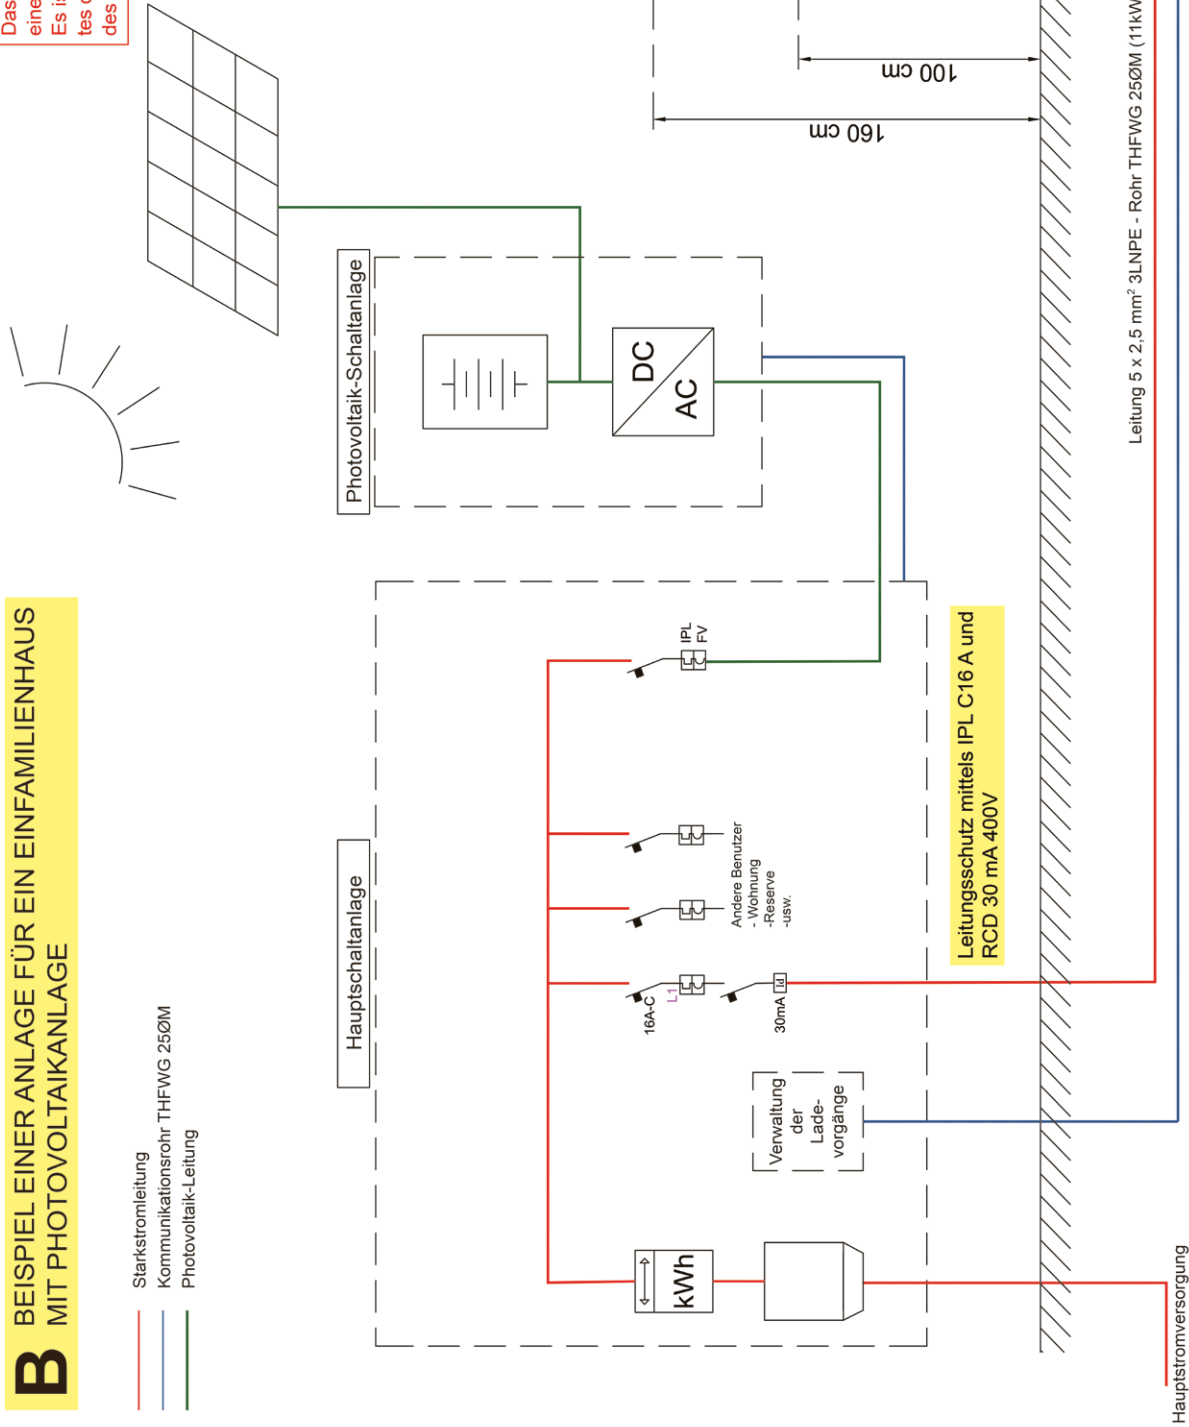 B
BEISPIEL EINER ANLAGE FÜR EIN EINFAMILIENHAUS
MIT PHOTOVOLTAIKANLAGE
Das
eine
Es is
tes
des
Starkstromleitung
Kommunikationsrohr THFWG 25ØM
Photovoltaik-Leitung
Photovoltaik-Schaltanlage
DC
AC
Hauptschaltanlage
IPL
FV
Andere Benutzer
- Wohnung
-Reserve
-usw.
16A-C
L1
30mA
Id
Verwaltung
der
Lade-
vorgänge
kWh
Leitungsschutz mittels IPL C16 A und
RCD 30 mA 400V
160 cm
100 cm
Leitung 5 x 2,5 mm² 3LNPE - Rohr THFWG 25ØM (11kW
Hauptstromversorgung